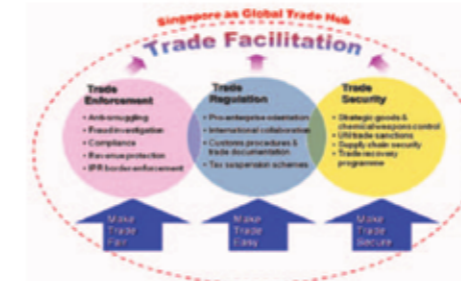 Singapore as Global Trade Hub
Trade Facilitation
Trade
Enforcement
• Anti-smuggling
• Fraud investigation
• Compliance
• Revenue protection
• IPR border enforcement
Trade
Regulation
• Pro-enterprise orientation
• International collaboration
• Customs procedures &
trade documentation
• Tax suspension schemes
Trade
Security
• Strategic goods &
chemical weapons control
• UN trade sanctions
• Supply chain security
• Trade recovery
programme
Make
Trade
Fair
Make
Trade
Easy
Make
Trade
Secure